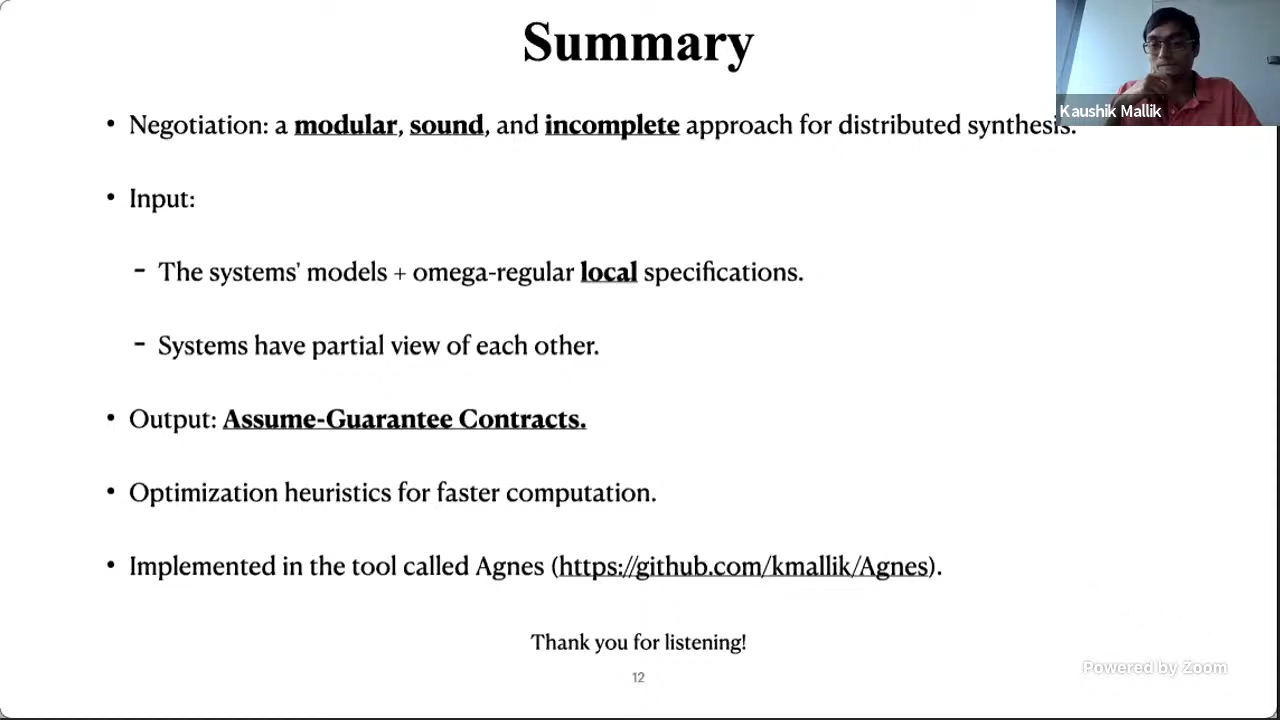 Summary
Kaushik Mallik
• Negotiation: a modular, sound, and incomplete approach for distributed synthesis.
• Input:
- The systems' models + omega-regular local specifications.
- Systems have partial view of each other.
• Output: Assume-Guarantee Contracts.
• Optimization heuristics for faster computation.
• Implemented in the tool called Agnes (https://github.com/kmallik/Agnes).
Thank you for listening!
Powered by Zoom
12